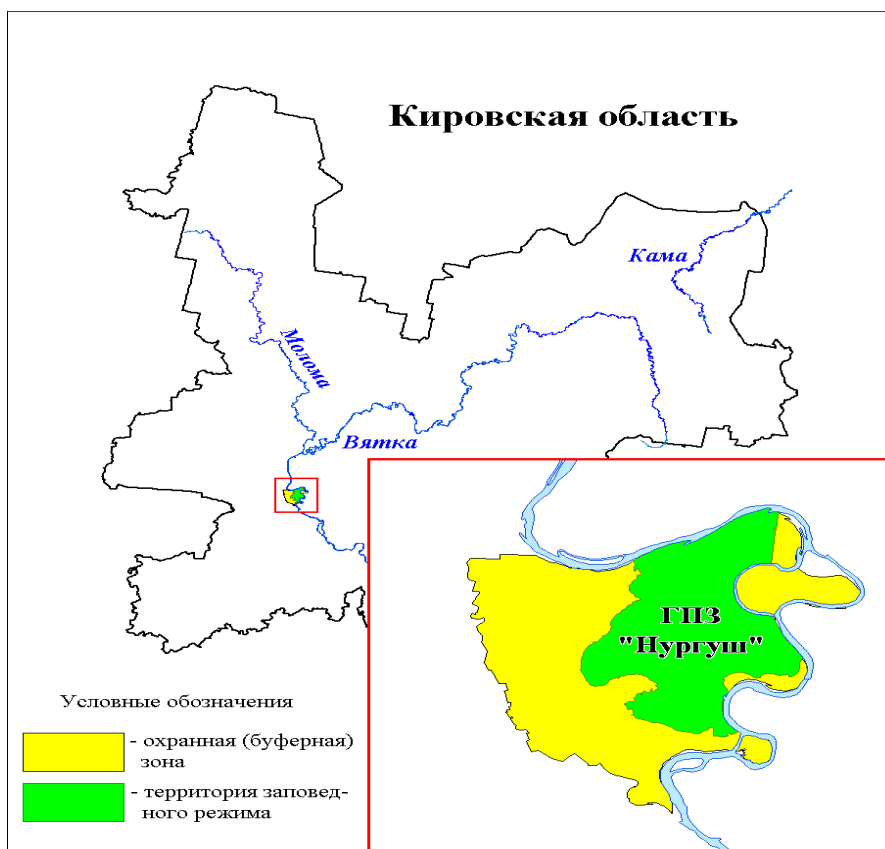 Кировская область
Кама
Молома
Вятка
ГПЗ
"Нургуш"
Условные обозначения
- охранная (буферная)
зона
- территория заповед-
ного режима